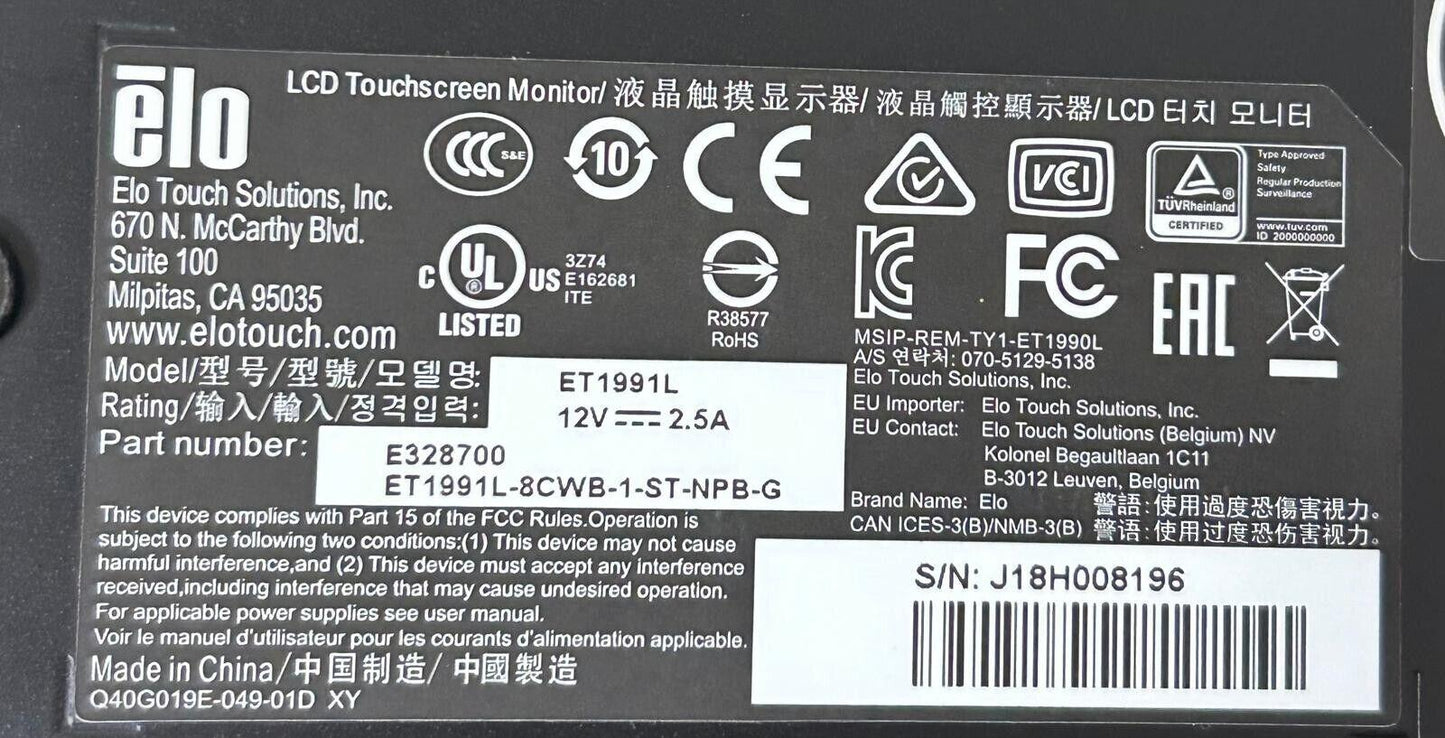 ēlo
LCD Touchscreen Monitor/ 液晶触摸显示器/ 液晶觸控顯示器/ LCD 터치 모니터
Elo Touch Solutions, Inc.
670 N. McCarthy Blvd.
Suite 100
Milpitas, CA 95035
www.elotouch.com
CCC S&E
10
CE
VCI
TÜVRheinland
CERTIFIED
Type Approved
Safety
Regular Production
Surveillance
www.tuv.com
ID 2000000000
C UL US
LISTED
3Z74
E162681
ITE
R38577
RoHS
KC
FC
EAC
MSIP-REM-TY1-ET1990L
A/S 연락처: 070-5129-5138
Elo Touch Solutions, Inc.
Model/型号/型號/모델명:
ET1991L
Rating/输入/輸入/정격입력:
12V ⎓ 2.5A
Part number:
E328700
ET1991L-8CWB-1-ST-NPB-G
EU Importer: Elo Touch Solutions, Inc.
EU Contact: Elo Touch Solutions (Belgium) NV
Kolonel Begaultlaan 1C11
B-3012 Leuven, Belgium
Brand Name: Elo
警語:使用過度恐傷害視力。
CAN ICES-3(B)/NMB-3(B)
警语:使用过度恐伤害视力。
This device complies with Part 15 of the FCC Rules.Operation is
subject to the following two conditions:(1) This device may not cause
harmful interference,and (2) This device must accept any interference
received,including interference that may cause undesired operation.
For applicable power supplies see user manual.
Voir le manuel d'utilisateur pour les courants d'alimentation applicable.
Made in China/中国制造/ 中國製造
Q40G019E-049-01D XY
S/N: J18H008196